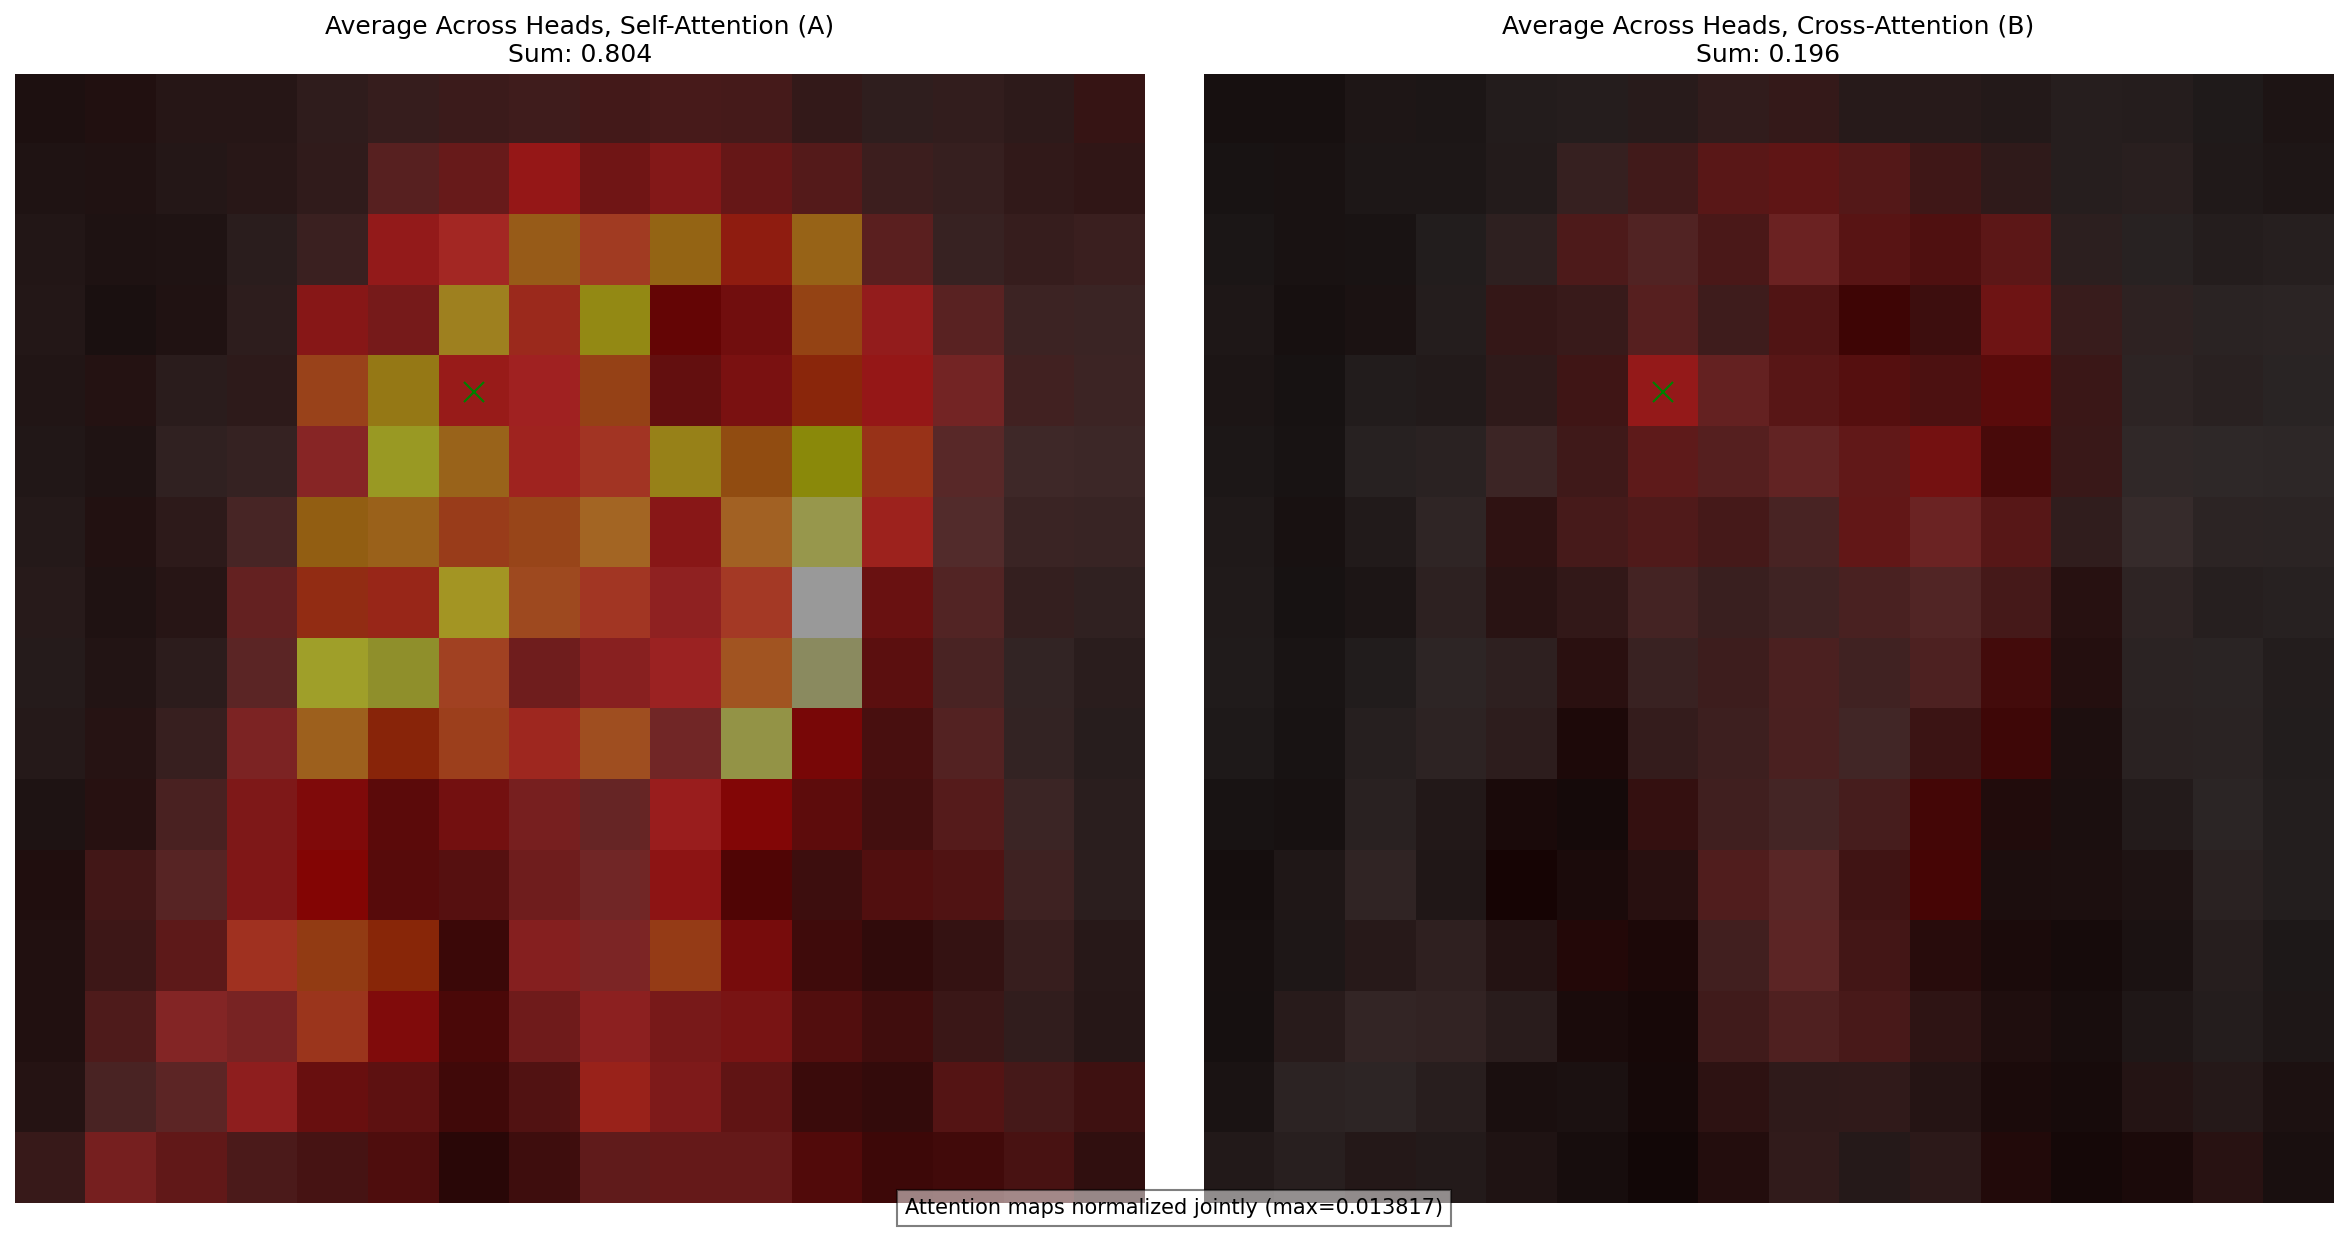 Average Across Heads, Self-Attention (A)
Sum: 0.804
Average Across Heads, Cross-Attention (B)
Sum: 0.196
Attention maps normalized jointly (max=0.013817)